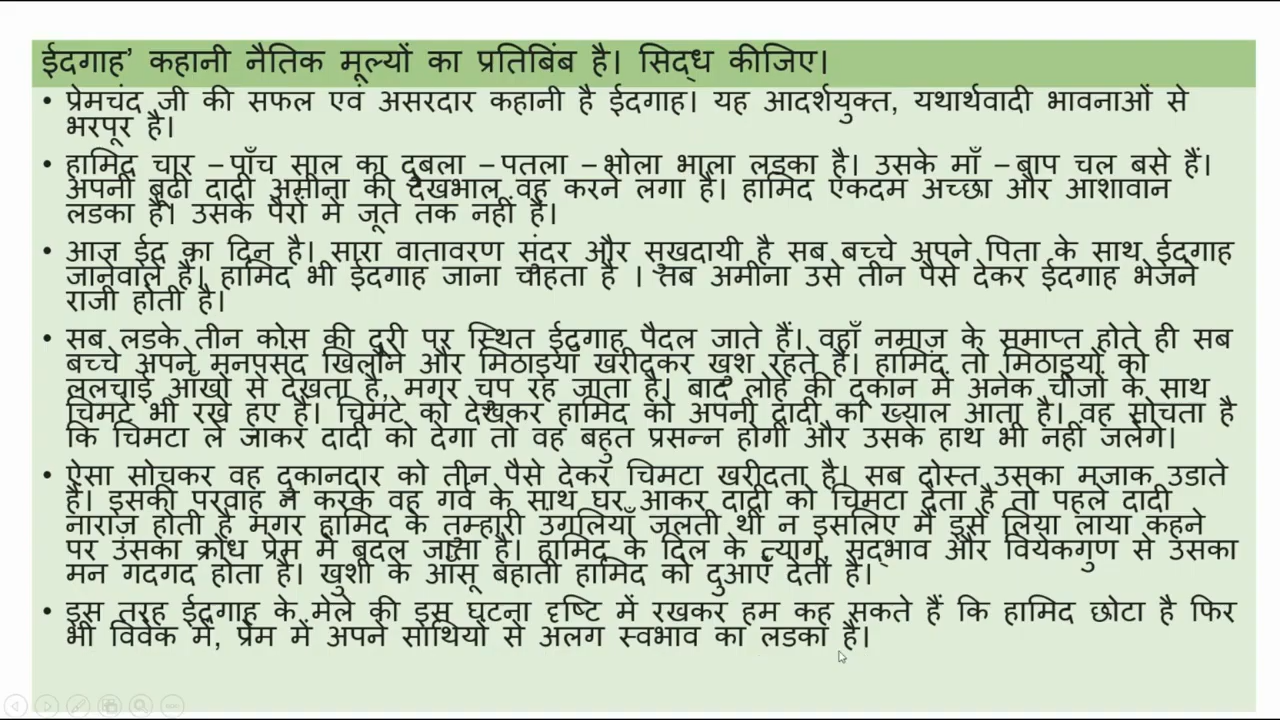 ईदगाह’ कहानी नैतिक मूल्यों का प्रतिबिंब है। सिद्ध कीजिए।
• प्रेमचंद जी की सफल एवं असरदार कहानी है ईदगाह। यह आदर्शयुक्त, यथार्थवादी भावनाओं से
भरपूर है।
• हामिद चार –पाँच साल का दुबला –पतला –भोला भाला लडका है। उसके माँ –बाप चल बसे हैं।
अपनी बूढी दादी अमीना की देखभाल वह करने लगा है। हामिद एकदम अच्छा और आशावान
लडका है। उसके पैरों में जूते तक नहीं हैं।
• आज ईद का दिन है। सारा वातावरण सुंदर और सुखदायी है सब बच्चे अपने पिता के साथ ईदगाह
जानेवाले हैं। हामिद भी ईदगाह जाना चाहता है । तब अमीना उसे तीन पैसे देकर ईदगाह भेजने
राजी होती है।
• सब लडके तीन कोस की दूरी पर स्थित ईदगाह पैदल जाते हैं। वहाँ नमाज़ के समाप्त होते ही सब
बच्चे अपने मनपसंद खिलौने और मिठाइयाँ खरीदकर खुश रहते हैं। हामिद तो मिठाइयों को
ललचाई आँखों से देखता है, मगर चुप रह जाता है। बाद लोहे की दुकान में अनेक चीजों के साथ
चिमटे भी रखे हुए हैं। चिमटे को देखकर हामिद को अपनी दादी का ख्याल आता है। वह सोचता है
कि चिमटा ले जाकर दादी को देगा तो वह बहुत प्रसन्न होगी और उसके हाथ भी नहीं जलेंगे।
• ऐसा सोचकर वह दुकानदार को तीन पैसे देकर चिमटा खरीदता है। सब दोस्त उसका मजाक उडाते
हैं। इसकी परवाह न करके वह गर्व के साथ घर आकर दादी को चिमटा देता है तो पहले दादी
नाराज़ होती हैं मगर हामिद के तुम्हारी उंगलियाँ जलती थीं न इसलिए मैं इसे लिया लाया कहने
पर उसका क्रोध प्रेम में बदल जाता है। हामिद के दिल के त्याग, सद्भाव और विवेकगुण से उसका
मन गदगद होता है। खुशी के आँसू बहाती हामिद को दुआएँ देती है।
• इस तरह ईदगाह के मेले की इस घटना दृष्टि में रखकर हम कह सकते हैं कि हामिद छोटा है फिर
भी विवेक में, प्रेम में अपने साथियों से अलग स्वभाव का लडका है।